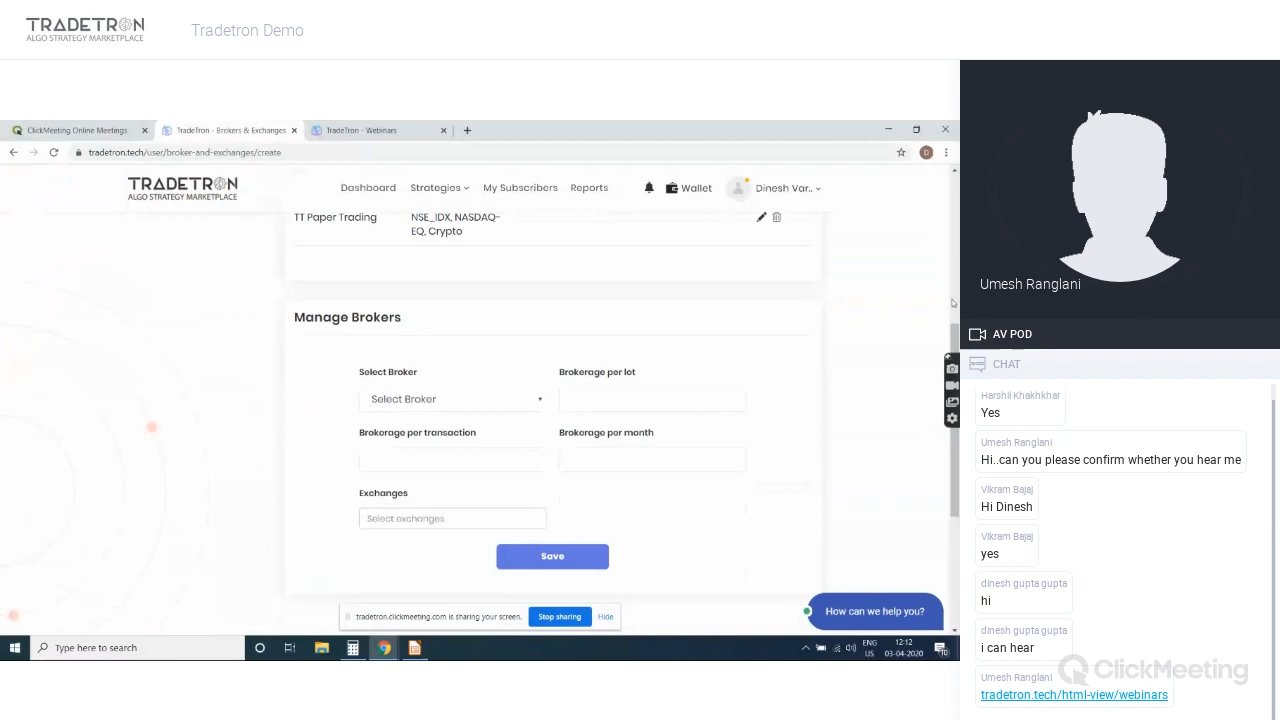 TRADETRON
ALGO STRATEGY MARKETPLACE
Tradetron Demo
ClickMeeting Online Meetings
TradeTron - Brokers & Exchanges
TradeTron - Webinars
tradetron.tech/user/broker-and-exchanges/create
D
TRADETRON
ALGO STRATEGY MARKETPLACE
Dashboard
Strategies
My Subscribers
Reports
Wallet
Dinesh Var..
TT Paper Trading
NSE_IDX, NASDAQ-
EQ, Crypto
Manage Brokers
Select Broker
Brokerage per lot
Select Broker
Brokerage per transaction
Brokerage per month
Exchanges
Select exchanges
Save
tradetron.clickmeeting.com is sharing your screen.
Stop sharing
Hide
How can we help you?
Type here to search
ENG
US
12:12
03-04-2020
10
Umesh Ranglani
AV POD
CHAT
Harshil Khakhkhar
Yes
Umesh Ranglani
Hi..can you please confirm whether you hear me
Vikram Bajaj
Hi Dinesh
Vikram Bajaj
yes
dinesh gupta gupta
hi
dinesh gupta gupta
i can hear
Umesh Ranglani
tradetron.tech/html-view/webinars
ClickMeeting